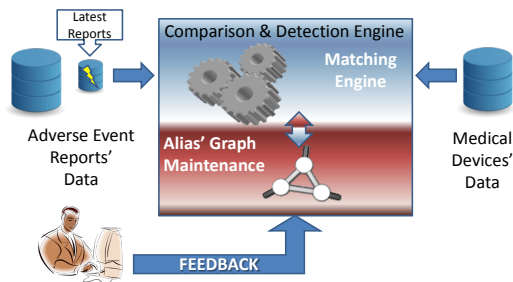 Latest
Reports
Comparison & Detection Engine
Matching
Engine
Adverse Event
Reports'
Data
Alias' Graph
Maintenance
Medical
Devices'
Data
FEEDBACK